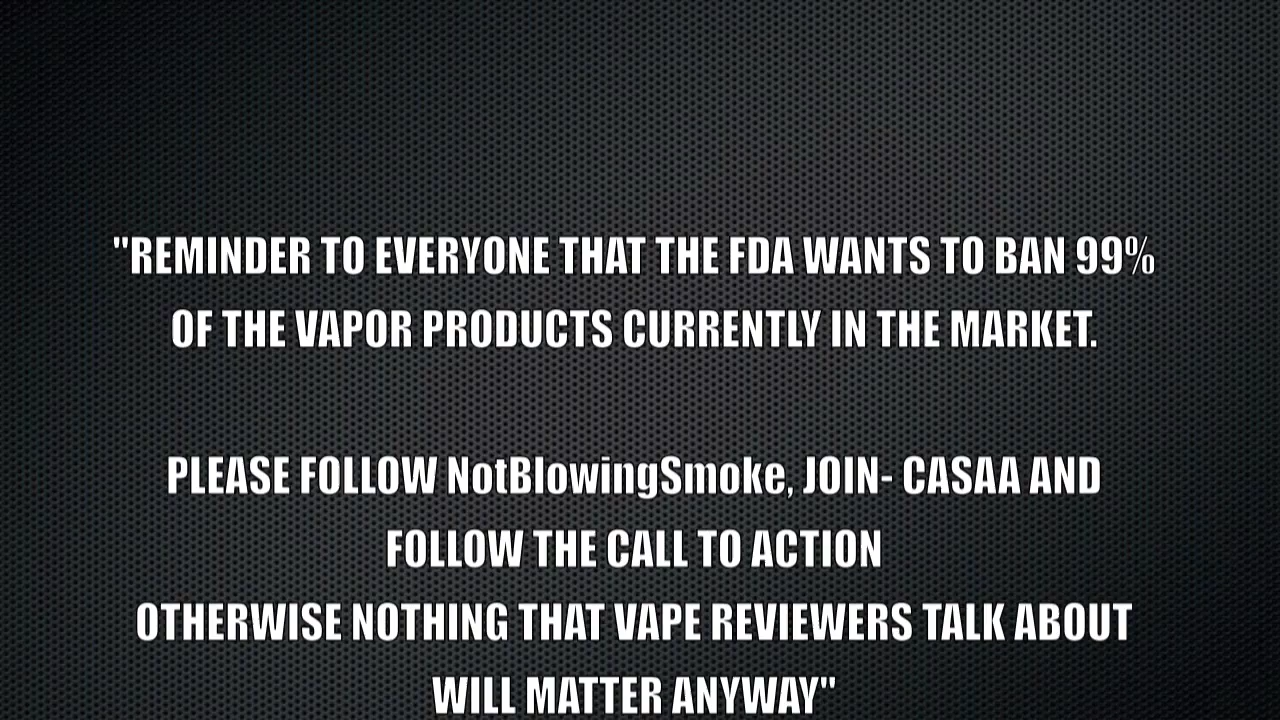 "REMINDER TO EVERYONE THAT THE FDA WANTS TO BAN 99%
OF THE VAPOR PRODUCTS CURRENTLY IN THE MARKET.
PLEASE FOLLOW NotBlowingSmoke, JOIN- CASAA AND
FOLLOW THE CALL TO ACTION
OTHERWISE NOTHING THAT VAPE REVIEWERS TALK ABOUT
WILL MATTER ANYWAY"